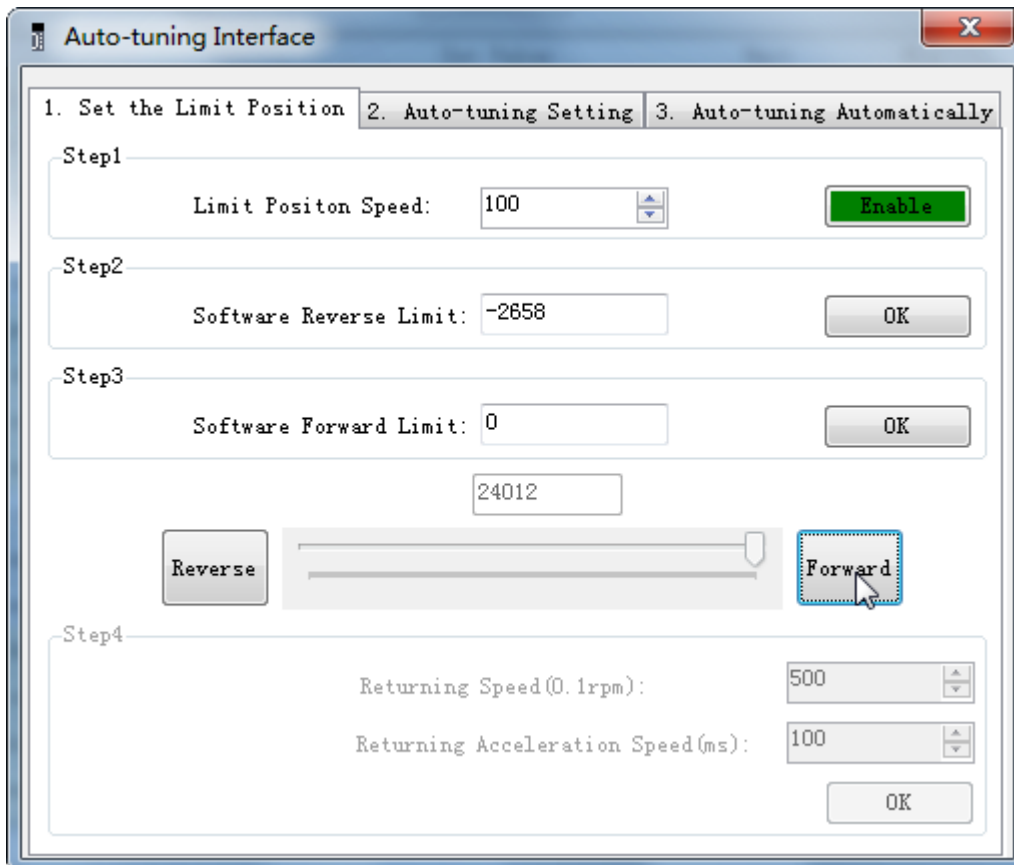 Auto-tuning Interface
1. Set the Limit Position 2. Auto-tuning Setting 3. Auto-tuning Automatically
Step1
Limit Positon Speed: 100 Enable
Step2
Software Reverse Limit: -2658 OK
Step3
Software Forward Limit: 0 OK
24012
Reverse Forward
Step4
Returning Speed(0.1rpm): 500
Returning Acceleration Speed(ms): 100
OK